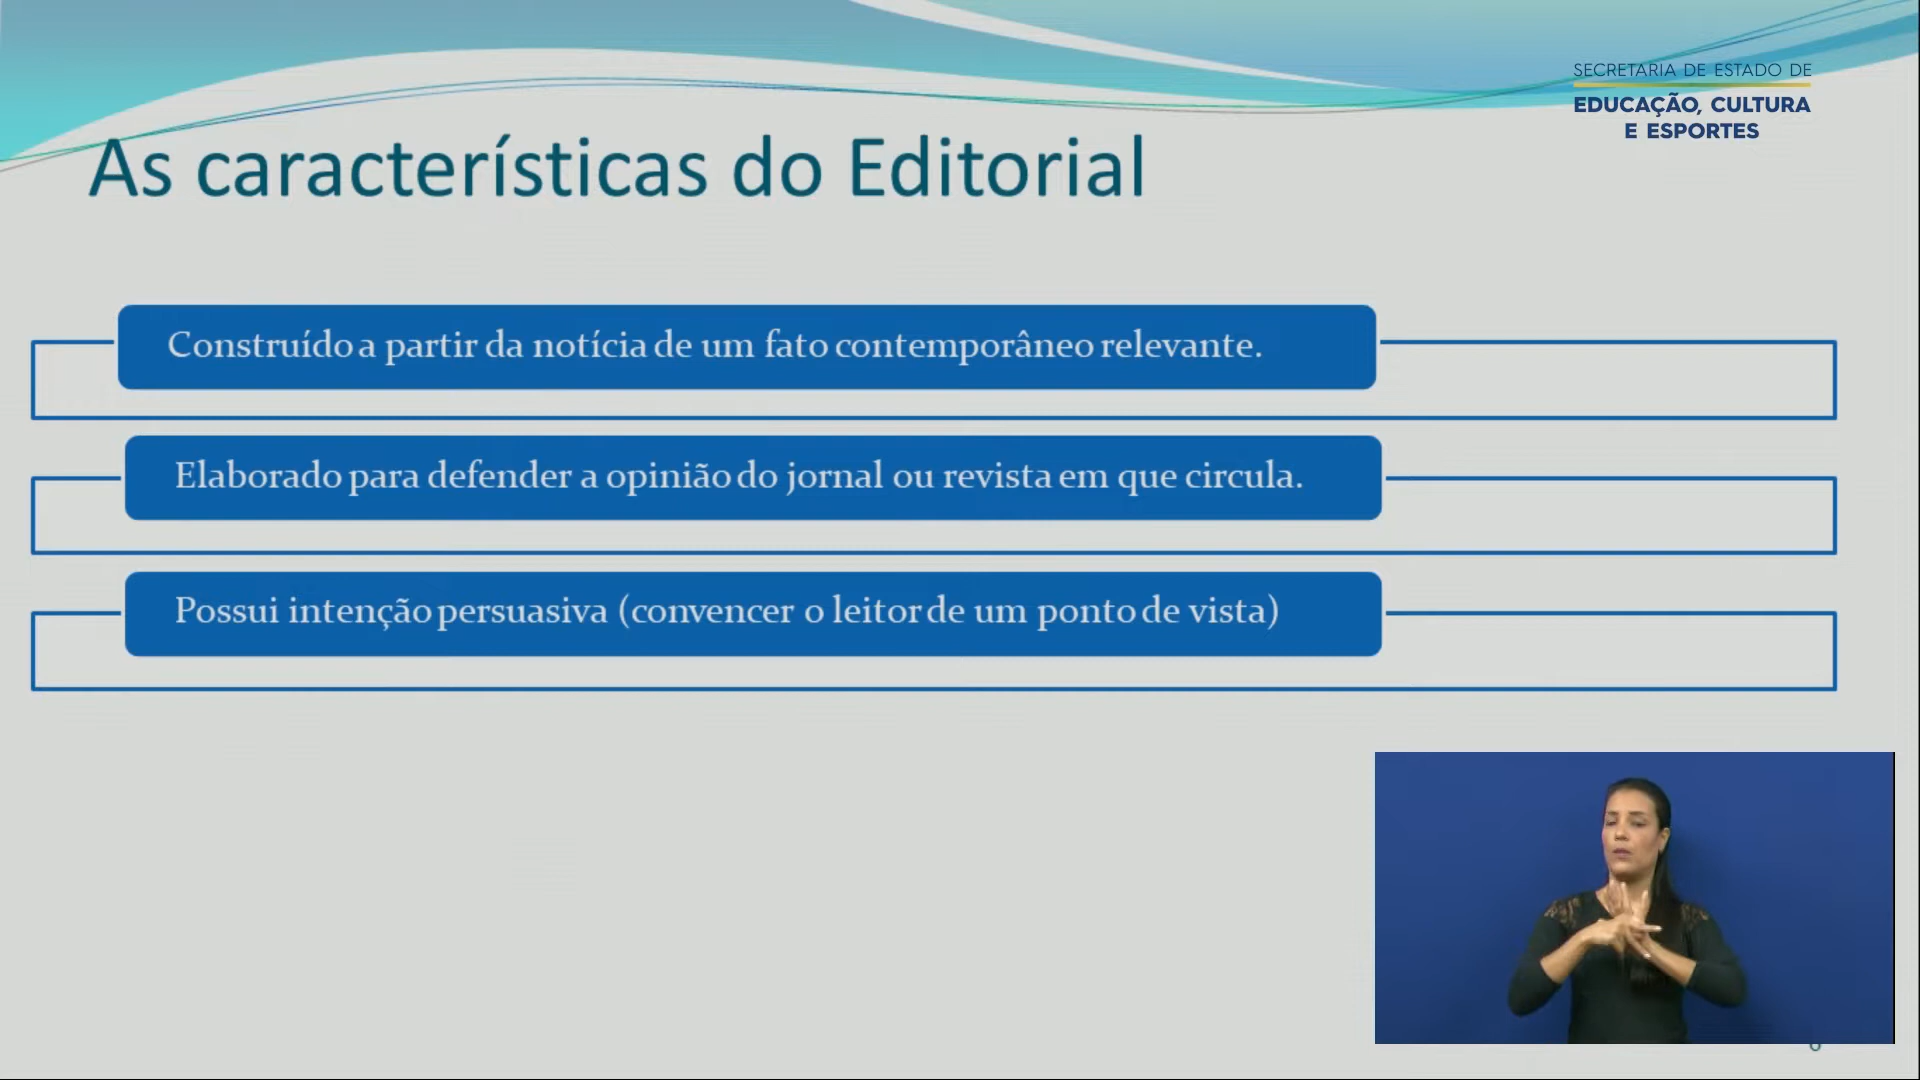 SECRETARIA DE ESTADO DE
EDUCAÇÃO, CULTURA
E ESPORTES
As características do Editorial
Construído a partir da notícia de um fato contemporâneo relevante.
Elaborado para defender a opinião do jornal ou revista em que circula.
Possui intenção persuasiva (convencer o leitor de um ponto de vista)